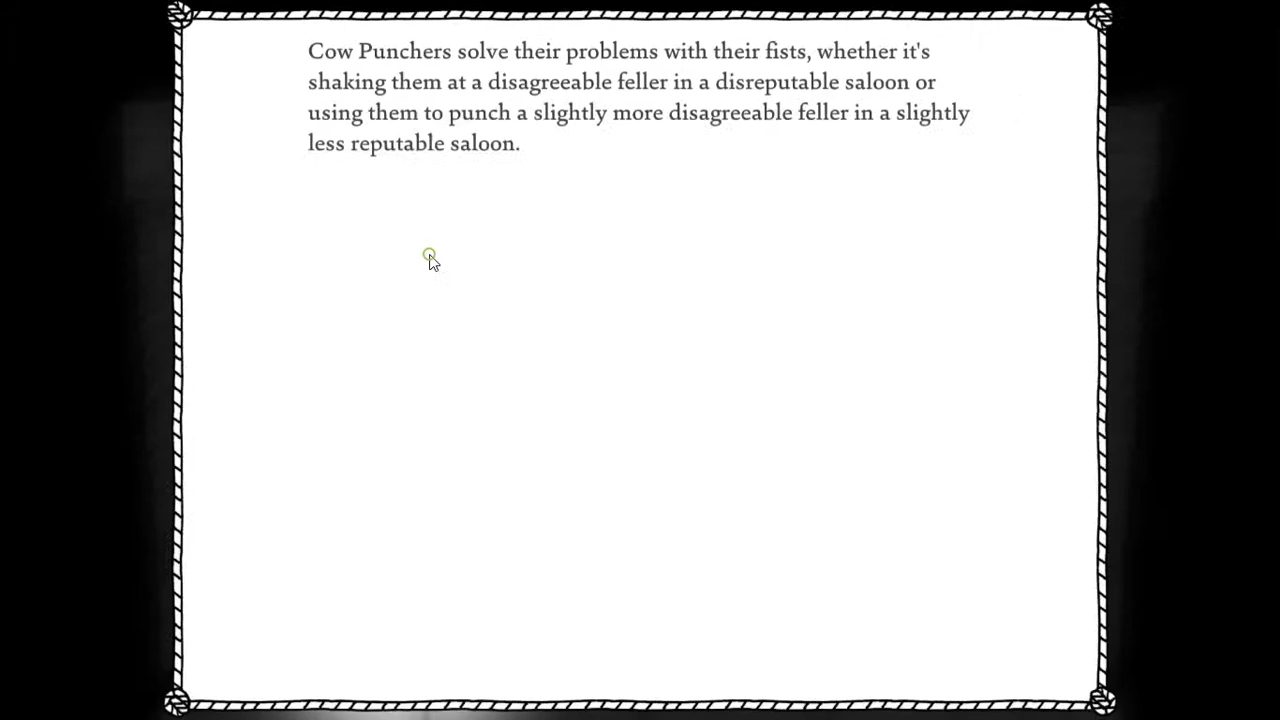 Cow Punchers solve their problems with their fists, whether it's
shaking them at a disagreeable feller in a disreputable saloon or
using them to punch a slightly more disagreeable feller in a slightly
less reputable saloon.